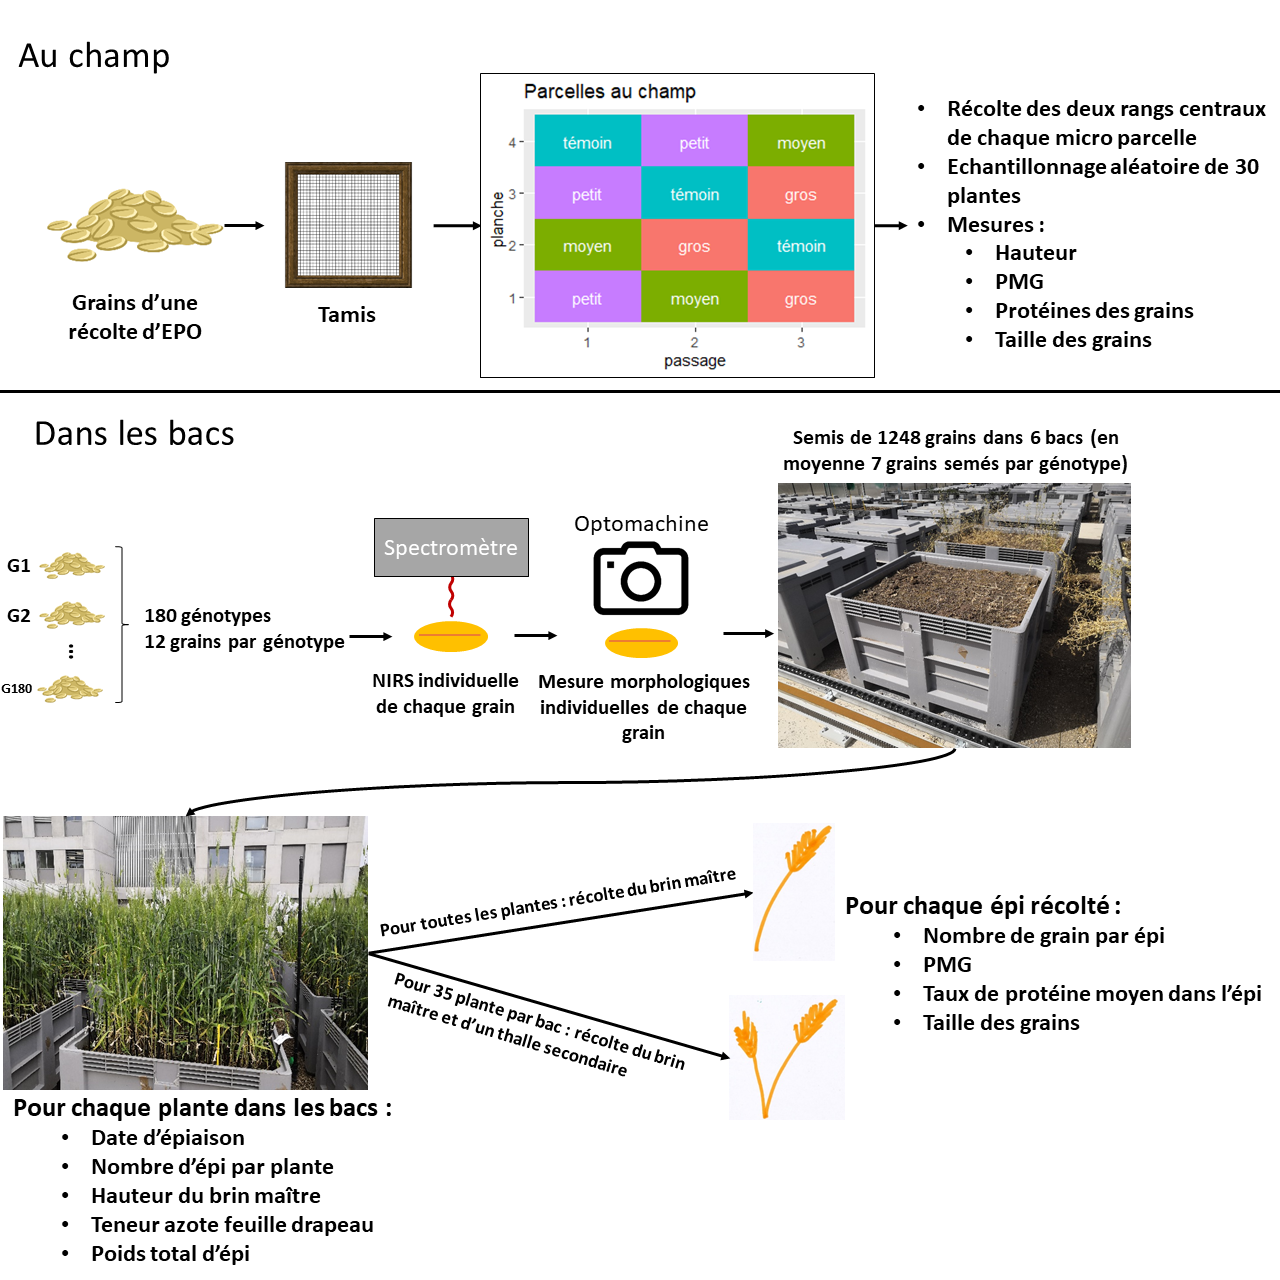 Au champ
Grains d’une
récolte d’EPO
Tamis
Parcelles au champ
planche
4
témoin
petit
moyen
3
petit
témoin
gros
2
moyen
gros
témoin
1
petit
moyen
gros
1
2
3
passage
• Récolte des deux rangs centraux
de chaque micro parcelle
• Echantillonnage aléatoire de 30
plantes
• Mesures :
• Hauteur
• PMG
• Protéines des grains
• Taille des grains
Dans les bacs
G1
G2
...
G180
180 génotypes
12 grains par génotype
Spectromètre
NIRS individuelle
de chaque grain
Optomachine
Mesure morphologiques
individuelles de chaque
grain
Semis de 1248 grains dans 6 bacs (en
moyenne 7 grains semés par génotype)
Pour toutes les plantes : récolte du brin maître
Pour 35 plante par bac : récolte du brin
maître et d’un thalle secondaire
Pour chaque épi récolté :
• Nombre de grain par épi
• PMG
• Taux de protéine moyen dans l’épi
• Taille des grains
Pour chaque plante dans les bacs :
• Date d’épiaison
• Nombre d’épi par plante
• Hauteur du brin maître
• Teneur azote feuille drapeau
• Poids total d’épi